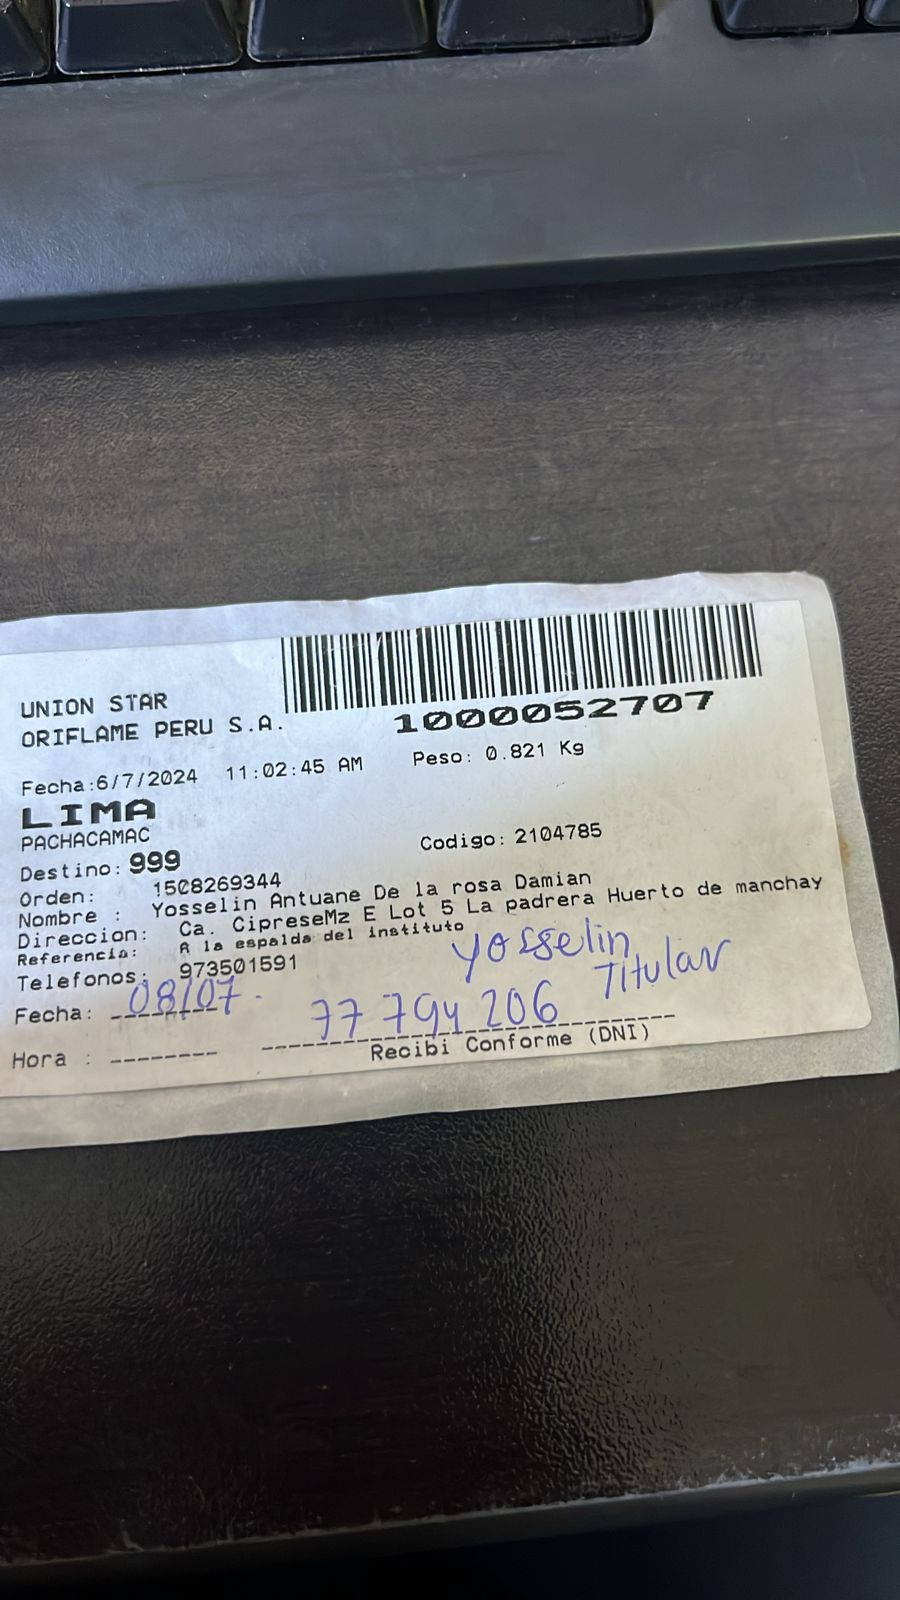 UNION STAR
ORIFLAME PERU S.A.
1000052707
Fecha:6/7/2024 11:02:45 AM Peso: 0.821 Kg
LIMA
PACHACAMAC
Destino: 999 Codigo: 2104785
Orden: 1508269344
Nombre : Yosselin Antuane De la rosa Damian
Direccion: Ca. CipreseMz E Lot 5 La padrera Huerto de manchay
Referencia: A la espalda del instituto
Telefonos: 973501591
Yosselin
Titular
Fecha: 08/07.
77 794 206
Hora : --------
Recibi Conforme (DNI)